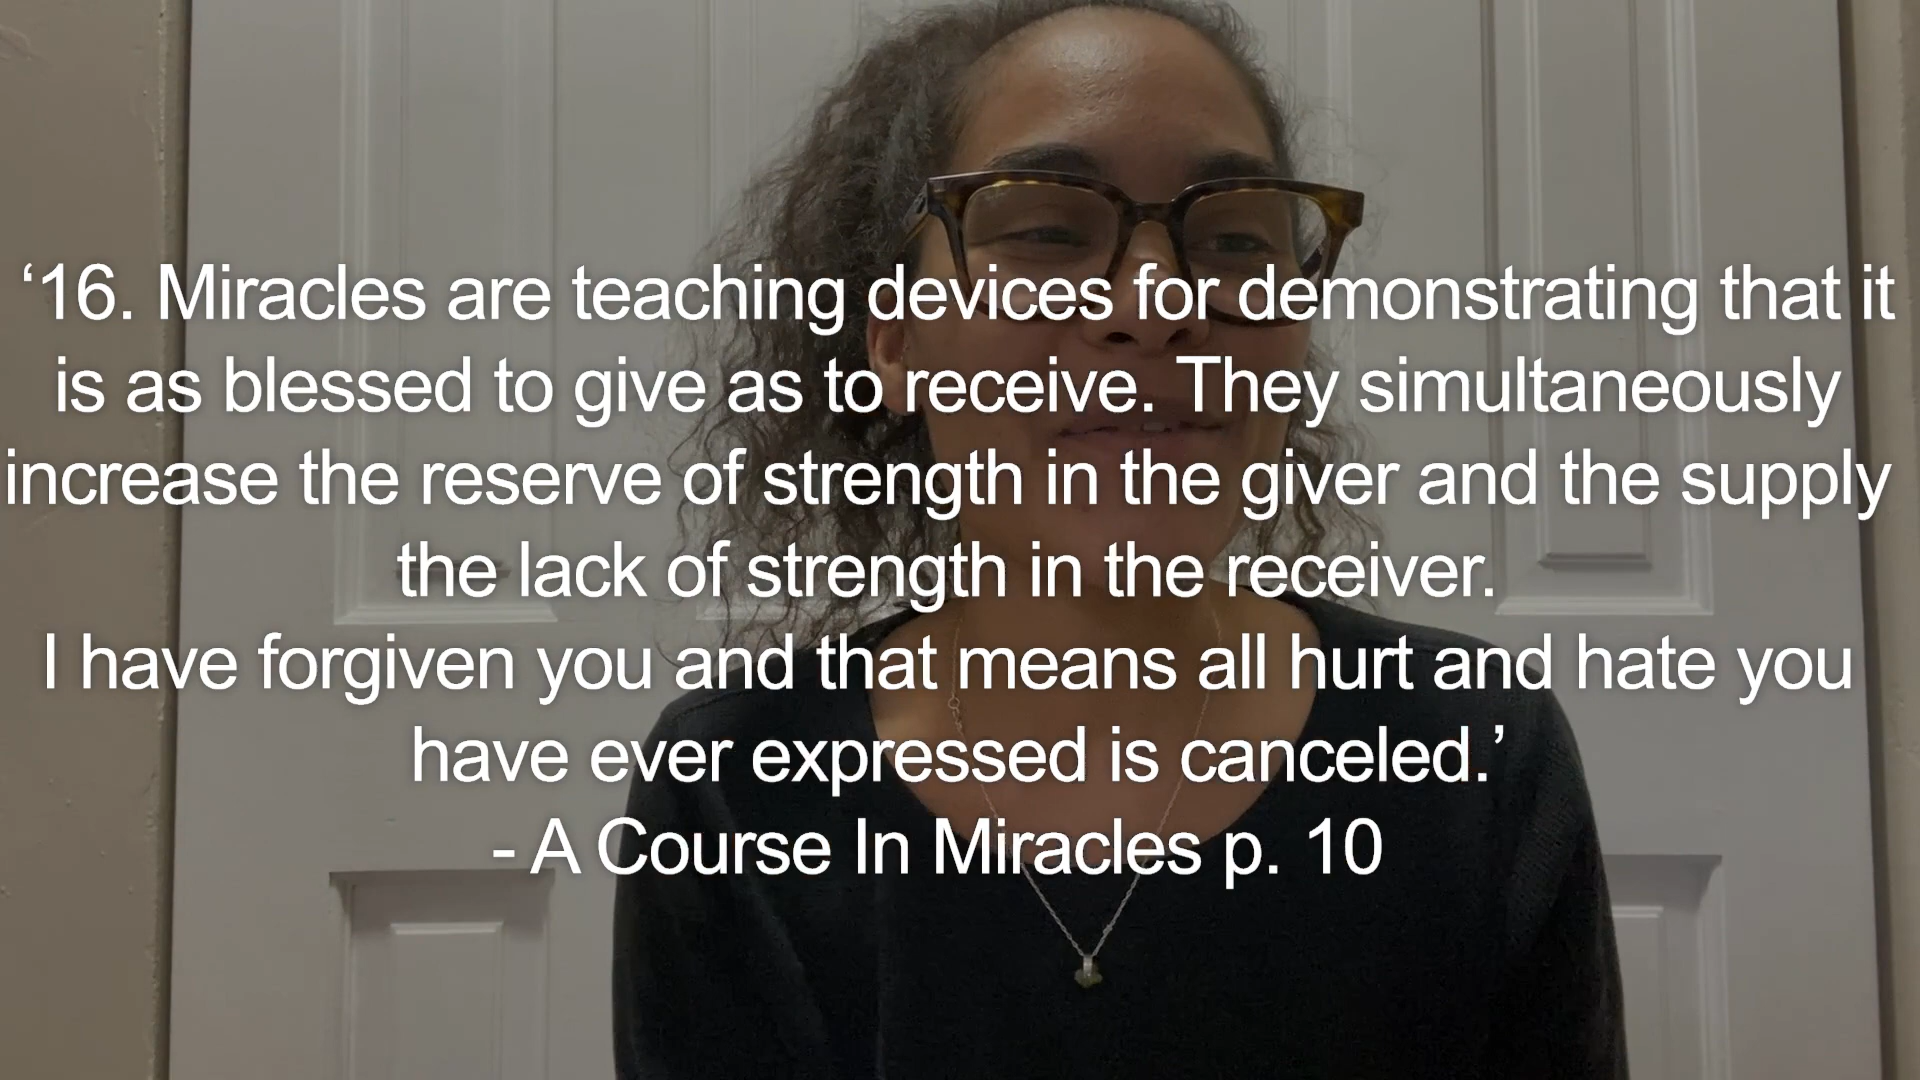 ‘16. Miracles are teaching devices for demonstrating that it
is as blessed to give as to receive. They simultaneously
increase the reserve of strength in the giver and the supply
the lack of strength in the receiver.
I have forgiven you and that means all hurt and hate you
have ever expressed is canceled.’
- A Course In Miracles p. 10